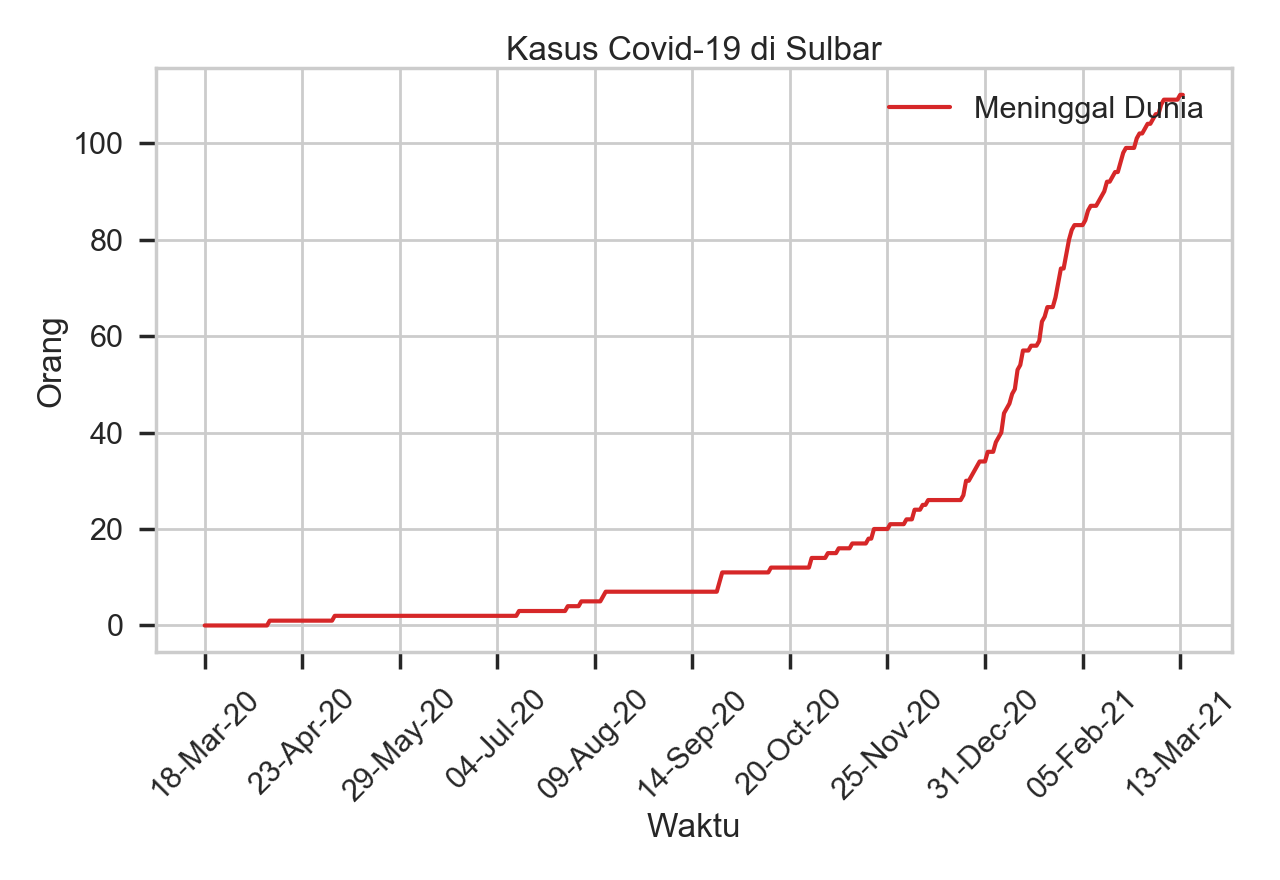 Kasus Covid-19 di Sulbar
Meninggal Dunia
100
80
60
40
20
0
Orang
18-Mar-20
23-Apr-20
29-May-20
04-Jul-20
09-Aug-20
14-Sep-20
20-Oct-20
25-Nov-20
31-Dec-20
05-Feb-21
13-Mar-21
Waktu